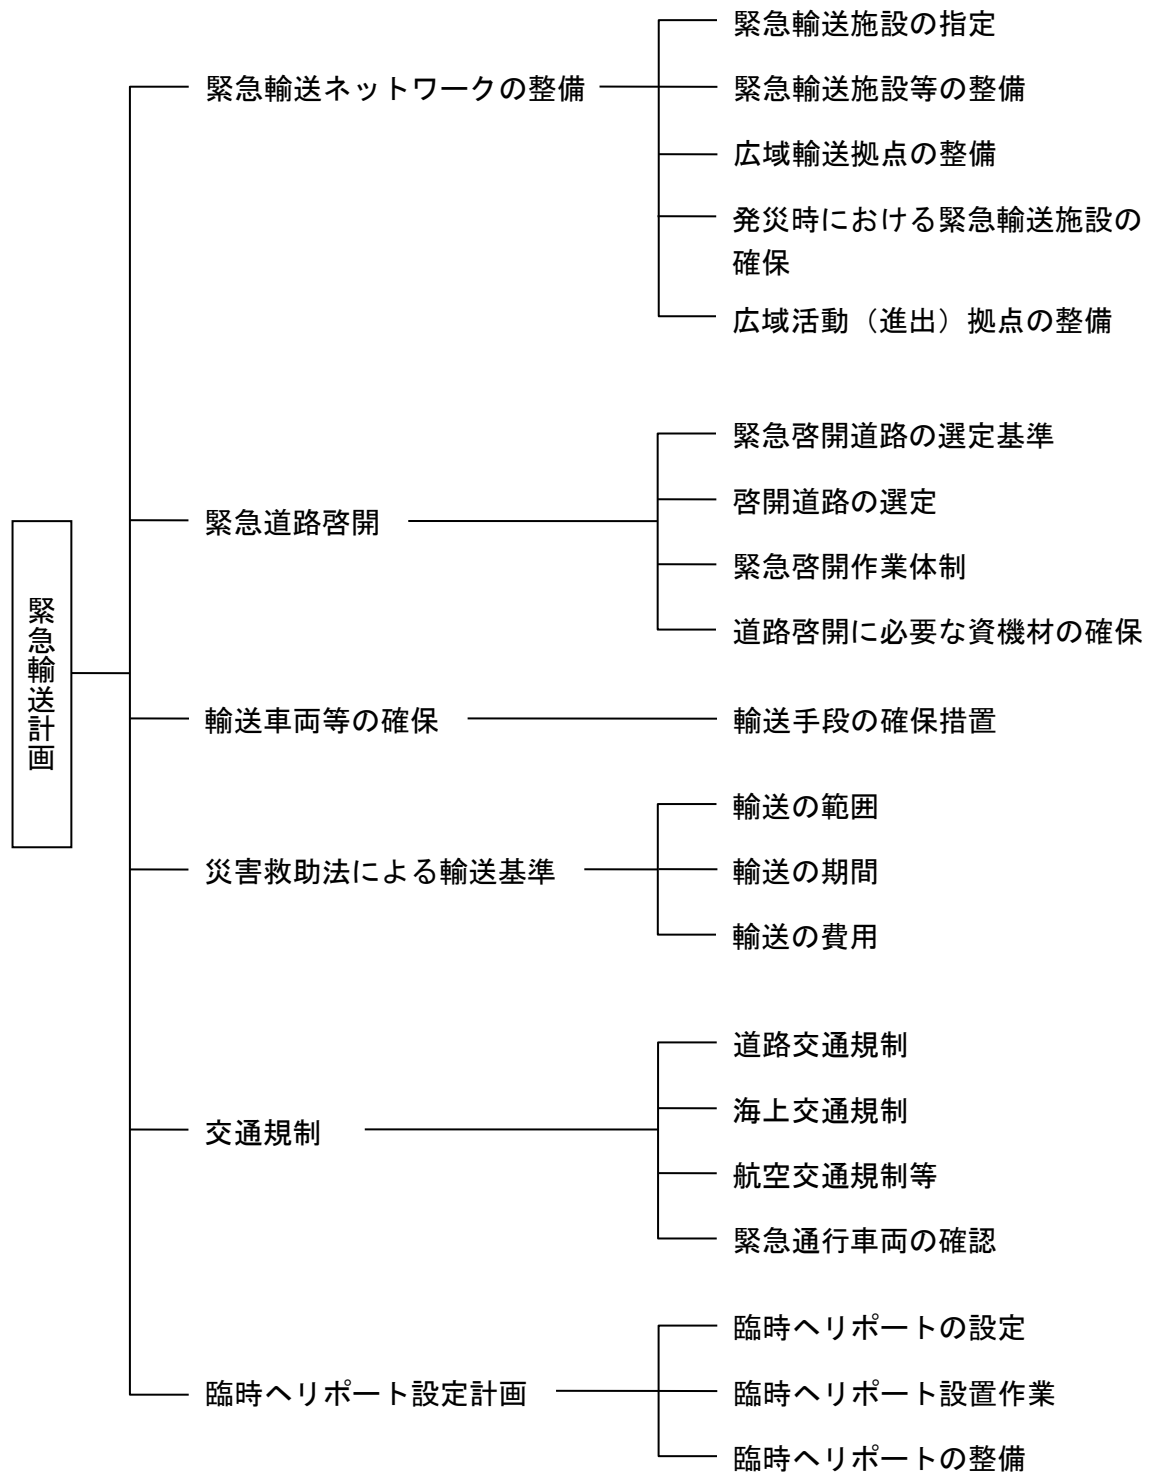 緊急輸送計画
緊急輸送ネットワークの整備
緊急輸送施設の指定
緊急輸送施設等の整備
広域輸送拠点の整備
発災時における緊急輸送施設の
確保
広域活動（進出）拠点の整備
緊急道路啓開
緊急啓開道路の選定基準
啓開道路の選定
緊急啓開作業体制
道路啓開に必要な資機材の確保
輸送車両等の確保
輸送手段の確保措置
災害救助法による輸送基準
輸送の範囲
輸送の期間
輸送の費用
交通規制
道路交通規制
海上交通規制
航空交通規制等
緊急通行車両の確認
臨時ヘリポート設定計画
臨時ヘリポートの設定
臨時ヘリポート設置作業
臨時ヘリポートの整備